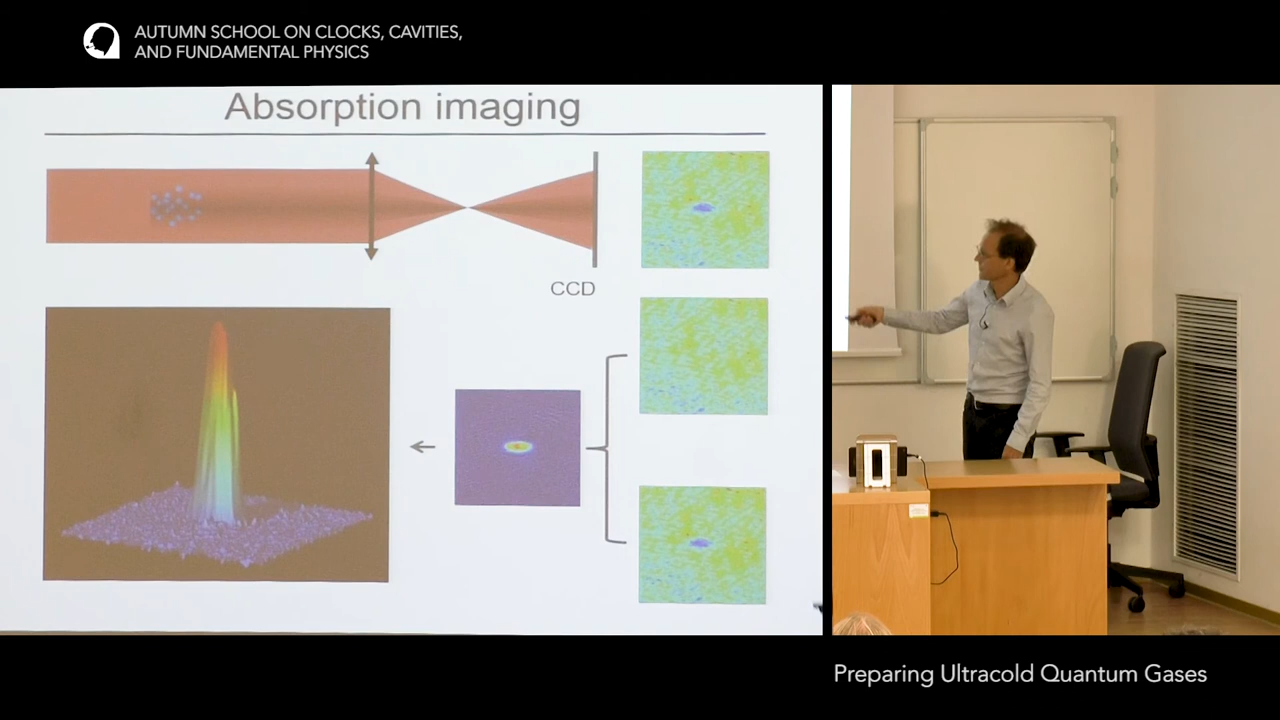 AUTUMN SCHOOL ON CLOCKS, CAVITIES,
AND FUNDAMENTAL PHYSICS
Absorption imaging
CCD
Preparing Ultracold Quantum Gases